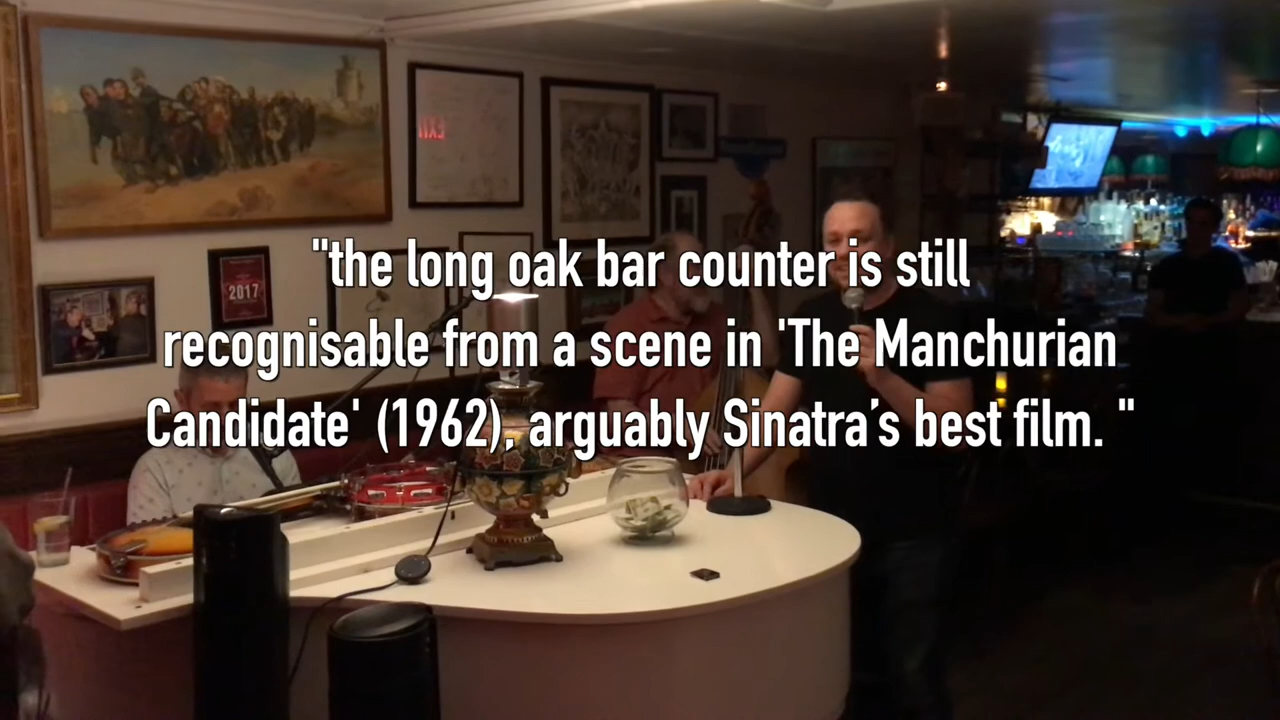 "the long oak bar counter is still
recognisable from a scene in 'The Manchurian
Candidate' (1962), arguably Sinatra’s best film. "
EXIT
2017